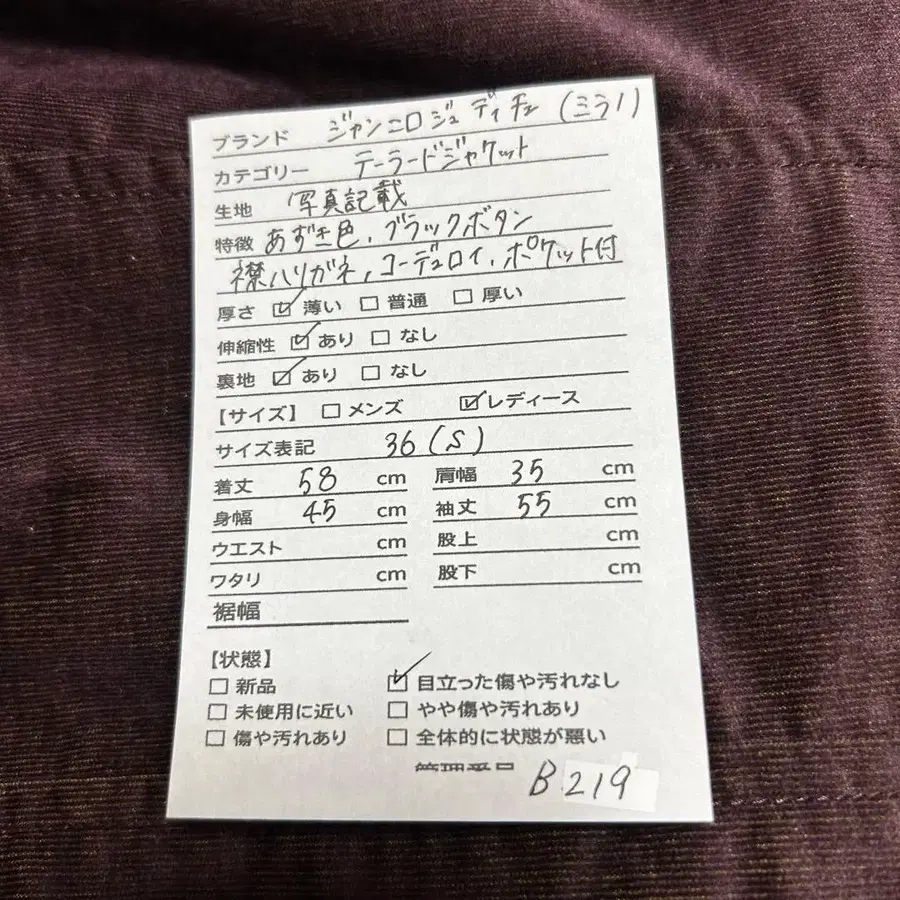 ブランド ジャンニロジュディチェ (ミラノ)
カテゴリー テーラードジャケット
生地 写真記載
特徴 あずき色、ブラックボタン
襟ハリガネ、コーデュロイ、ポケット付
厚さ ☑ 薄い ☐ 普通 ☐ 厚い
伸縮性 ☑ あり ☐ なし
裏地 ☑ あり ☐ なし
【サイズ】 ☐ メンズ ☑ レディース
サイズ表記 36(S)
着丈 58 cm 肩幅 35 cm
身幅 45 cm 袖丈 55 cm
ウエスト cm 股上 cm
ワタリ cm 股下 cm
裾幅
【状態】
☐ 新品 ☑ 目立った傷や汚れなし
☐ 未使用に近い ☐ やや傷や汚れあり
☐ 傷や汚れあり ☐ 全体的に状態が悪い
管理番号 B219